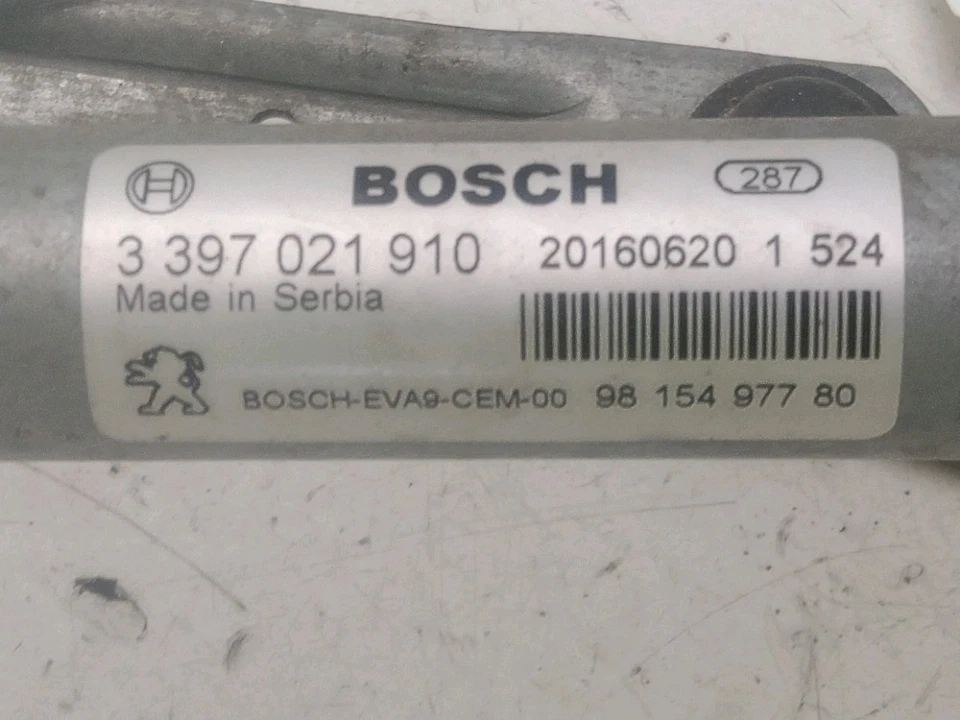 BOSCH 287
3 397 021 910 20160620 1 524
Made in Serbia
BOSCH-EVA9-CEM-00 98 154 977 80